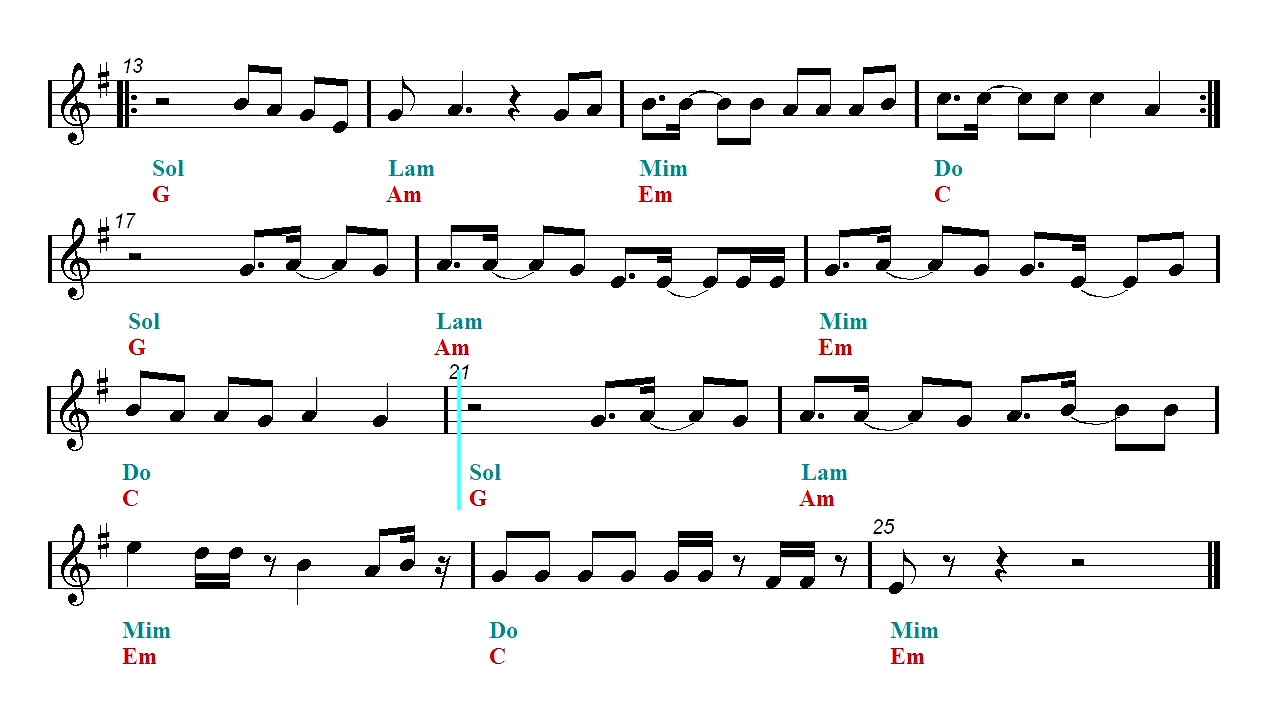 13
Sol Lam Mim Do
G Am Em C
17
Sol Lam Mim
G Am Em
21
Do Sol Lam
C G Am
25
Mim Do Mim
Em C Em